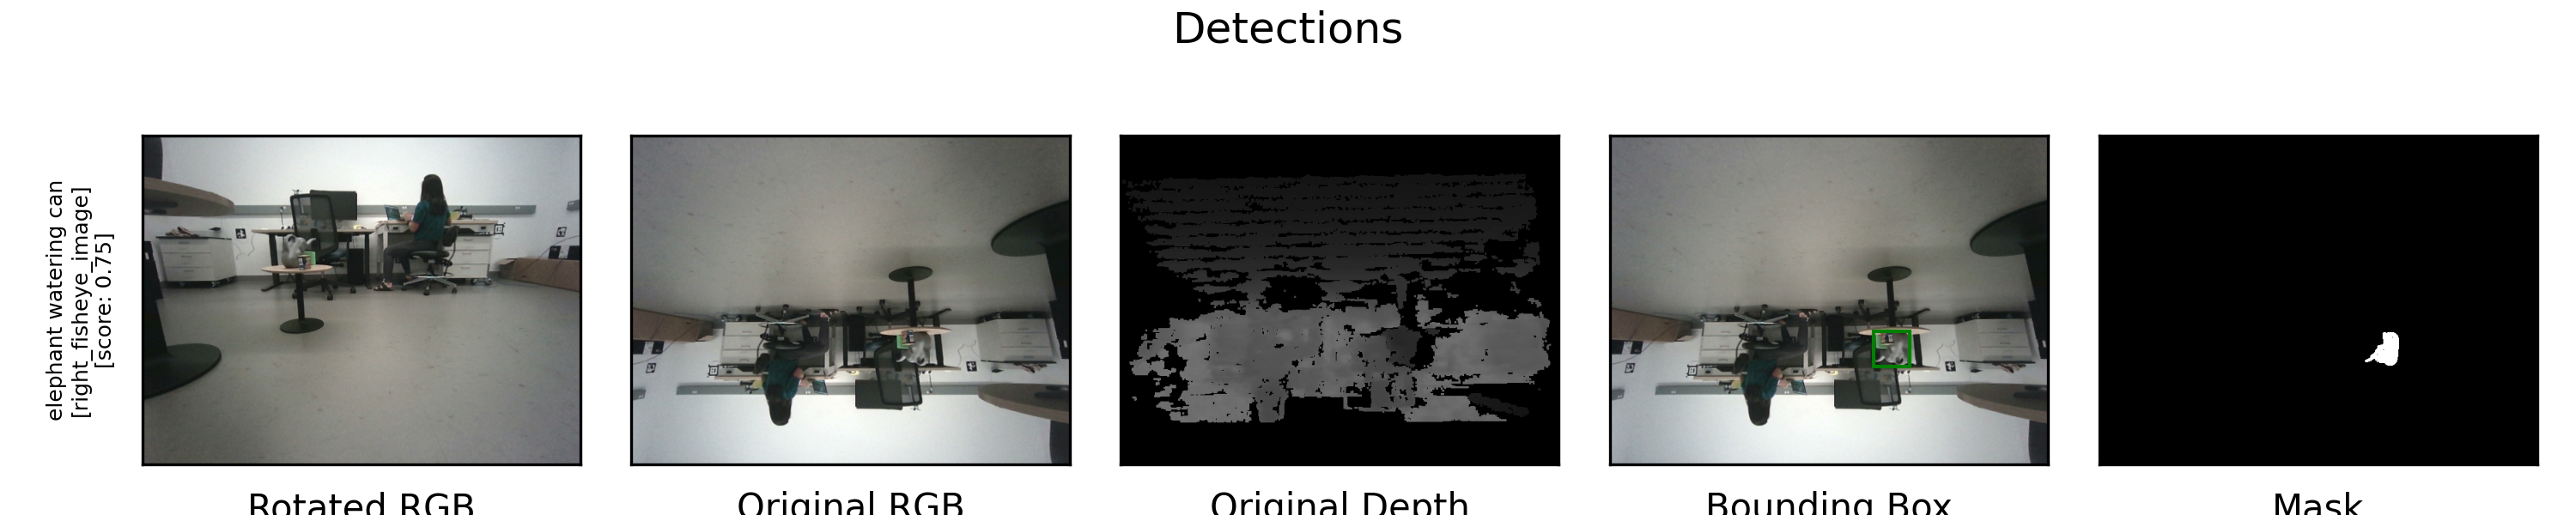 Detections
elephant watering can
[right_fisheye_image]
[score: 0.75]
Rotated RGB
Original RGB
Original Depth
Bounding Box
Mask